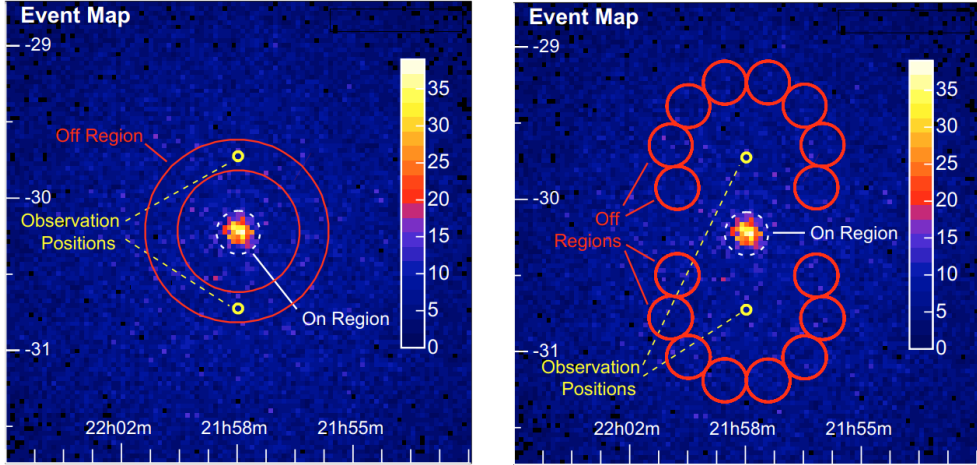 Event Map
-29
-30
-31
Off Region
Observation
Positions
On Region
35
30
25
20
15
10
5
0
22h02m
21h58m
21h55m
Event Map
-29
-30
-31
Off
Regions
On Region
Observation
Positions
35
30
25
20
15
10
5
0
22h02m
21h58m
21h55m